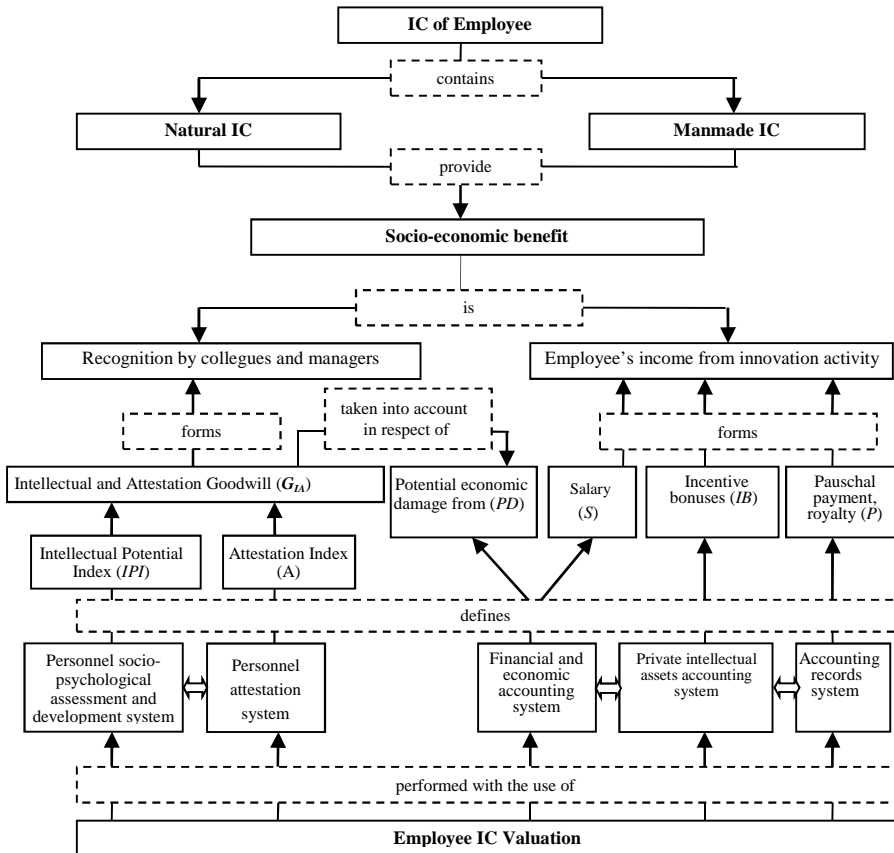 IC of Employee
contains
Natural IC
Manmade IC
provide
Socio-economic benefit
is
Recognition by collegues and managers
Employee's income from innovation activity
forms
taken into account
in respect of
forms
Intellectual and Attestation Goodwill (G_IA)
Potential economic
damage from (PD)
Salary
(S)
Incentive
bonuses (IB)
Pauschal
payment,
royalty (P)
Intellectual Potential
Index (IPI)
Attestation Index
(A)
defines
Personnel socio-
psychological
assessment and
development system
Personnel
attestation
system
Financial and
economic
accounting
system
Private intellectual
assets accounting
system
Accounting
records
system
performed with the use of
Employee IC Valuation